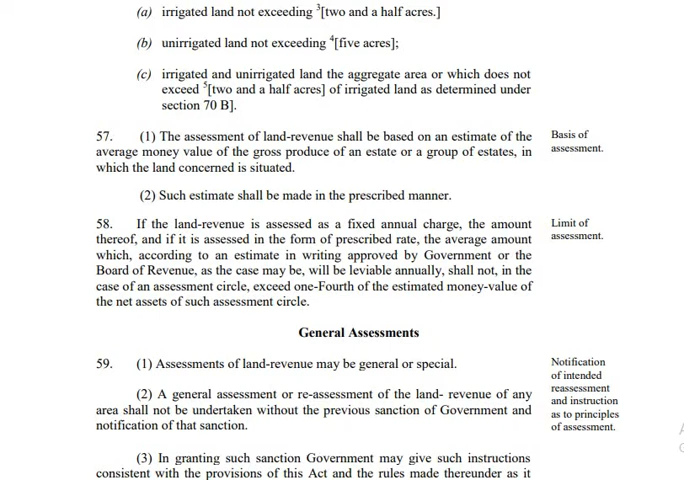 (a) irrigated land not exceeding 3[two and a half acres.]
(b) unirrigated land not exceeding 4[five acres];
(c) irrigated and unirrigated land the aggregate area or which does not
exceed 5[two and a half acres] of irrigated land as determined under
section 70 B].
57. (1) The assessment of land-revenue shall be based on an estimate of the
average money value of the gross produce of an estate or a group of estates, in
which the land concerned is situated.
Basis of
assessment.
(2) Such estimate shall be made in the prescribed manner.
58. If the land-revenue is assessed as a fixed annual charge, the amount
thereof, and if it is assessed in the form of prescribed rate, the average amount
which, according to an estimate in writing approved by Government or the
Board of Revenue, as the case may be, will be leviable annually, shall not, in the
case of an assessment circle, exceed one-Fourth of the estimated money-value of
the net assets of such assessment circle.
Limit of
assessment.
General Assessments
59. (1) Assessments of land-revenue may be general or special.
(2) A general assessment or re-assessment of the land- revenue of any
area shall not be undertaken without the previous sanction of Government and
notification of that sanction.
Notification
of intended
reassessment
and instruction
as to principles
of assessment.
(3) In granting such sanction Government may give such instructions
consistent with the provisions of this Act and the rules made thereunder as it